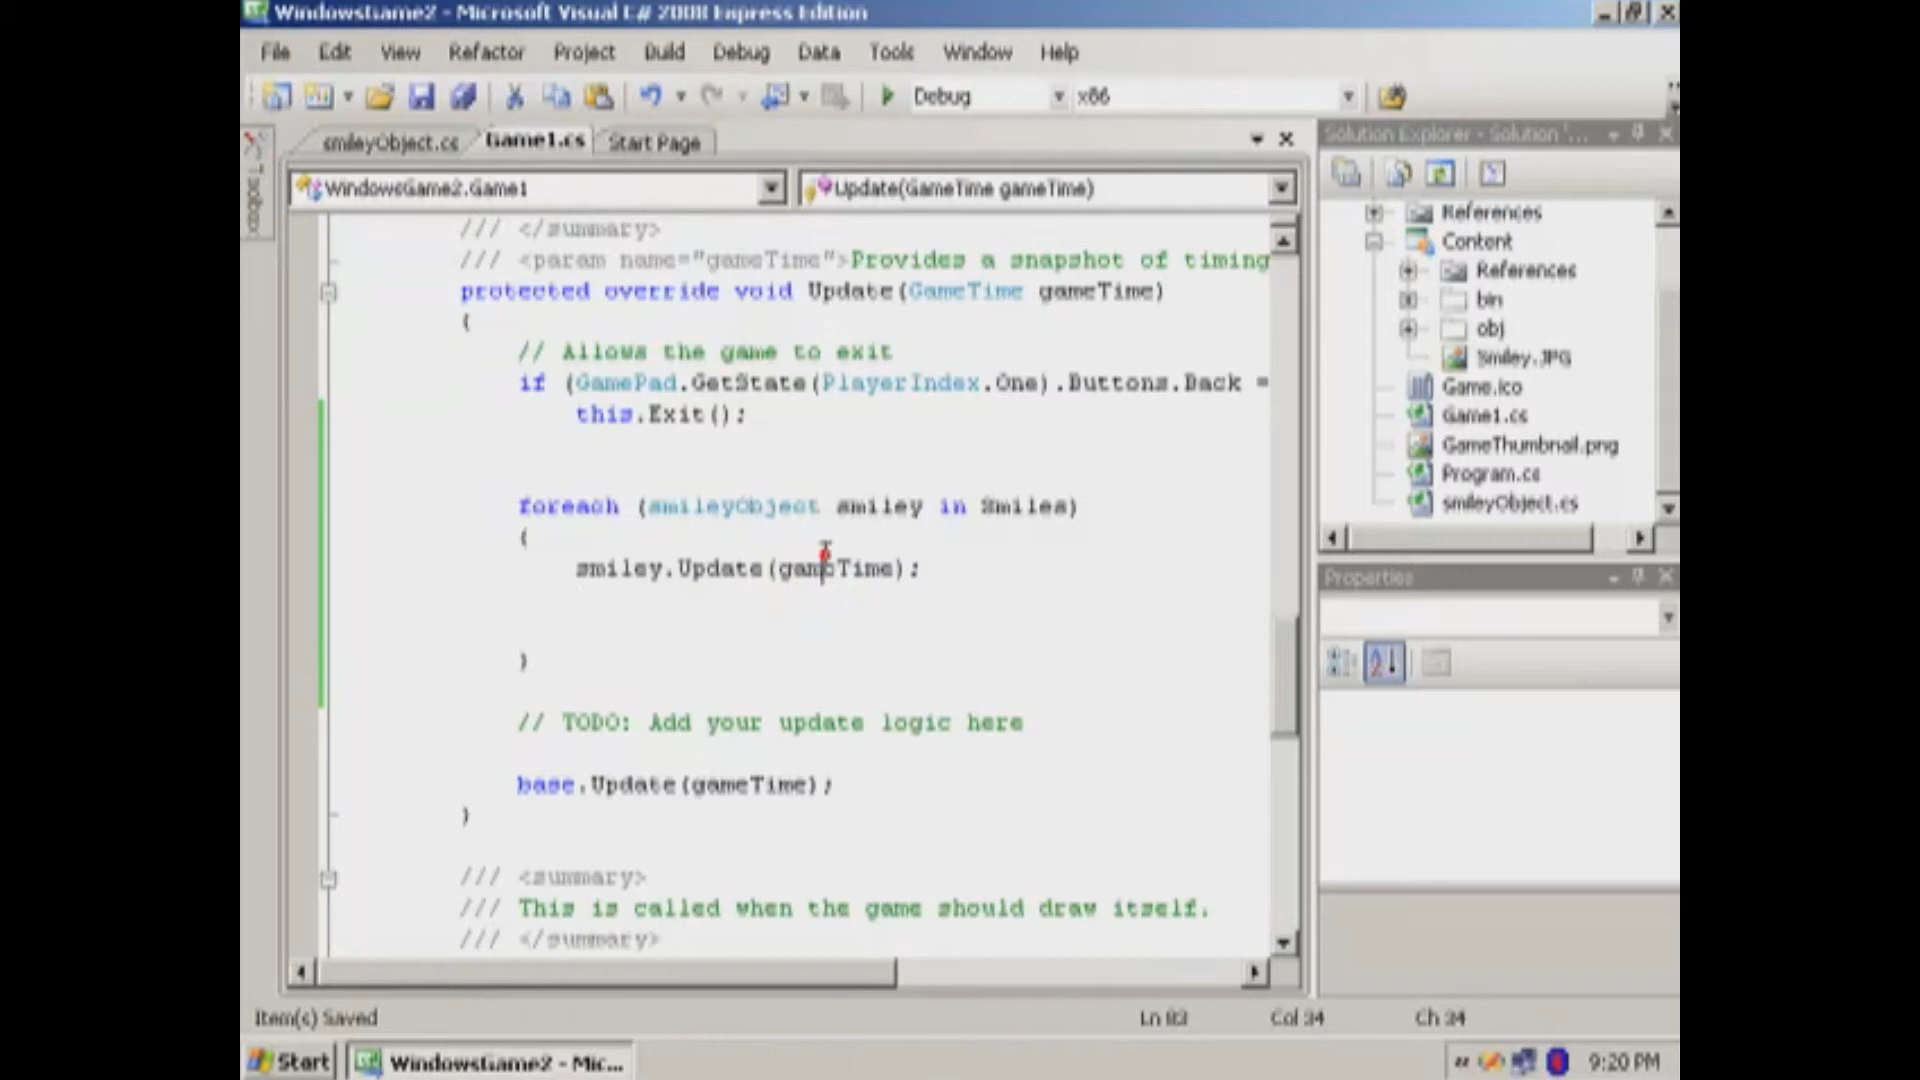 WindowsGame2 - Microsoft Visual C# 2008 Express Edition
File Edit View Refactor Project Build Debug Data Tools Window Help
Debug x86
smileyObject.cs Game1.cs Start Page
Solution Explorer - Solution '...
Toolbox
WindowsGame2.Game1 Update(GameTime gameTime)
/// </summary>
/// <param name="gameTime">Provides a snapshot of timing
protected override void Update(GameTime gameTime)
{
// Allows the game to exit
if (GamePad.GetState(PlayerIndex.One).Buttons.Back =
this.Exit();
foreach (smileyObject smiley in Smiles)
{
smiley.Update(gameTime);
}
// TODO: Add your update logic here
base.Update(gameTime);
}
/// <summary>
/// This is called when the game should draw itself.
/// </summary>
References
Content
References
bin
obj
Smiley.JPG
Game.ico
Game1.cs
GameThumbnail.png
Program.cs
smileyObject.cs
Properties
Item(s) Saved Ln 83 Col 34 Ch 34
Start WindowsGame2 - Mic... 9:20 PM